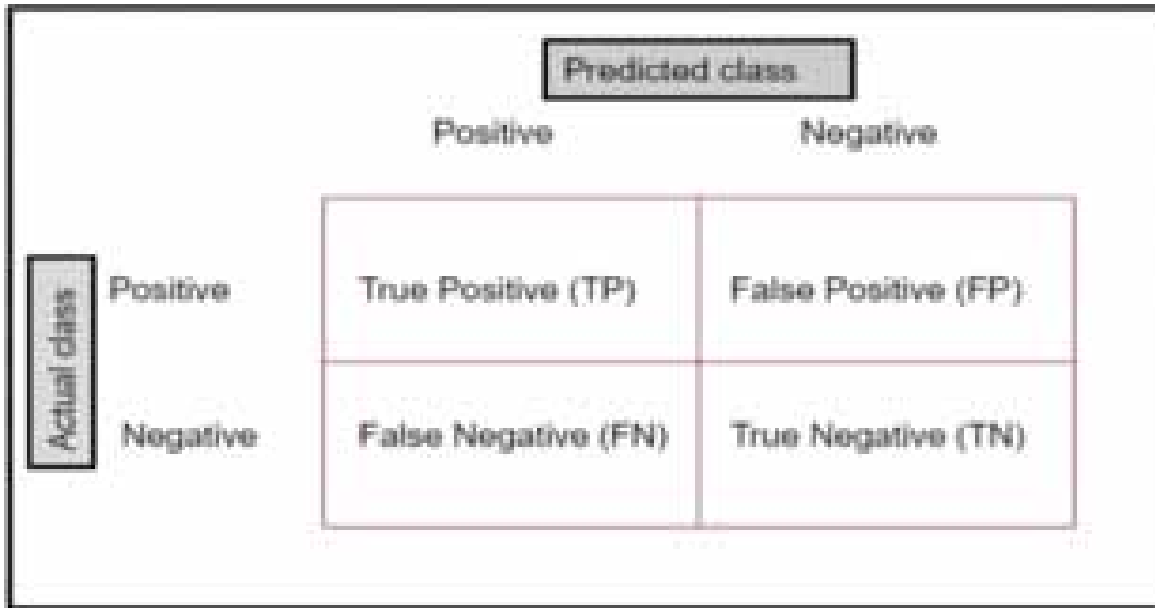 Predicted class
Positive Negative
Actual class
Positive True Positive (TP) False Positive (FP)
Negative False Negative (FN) True Negative (TN)